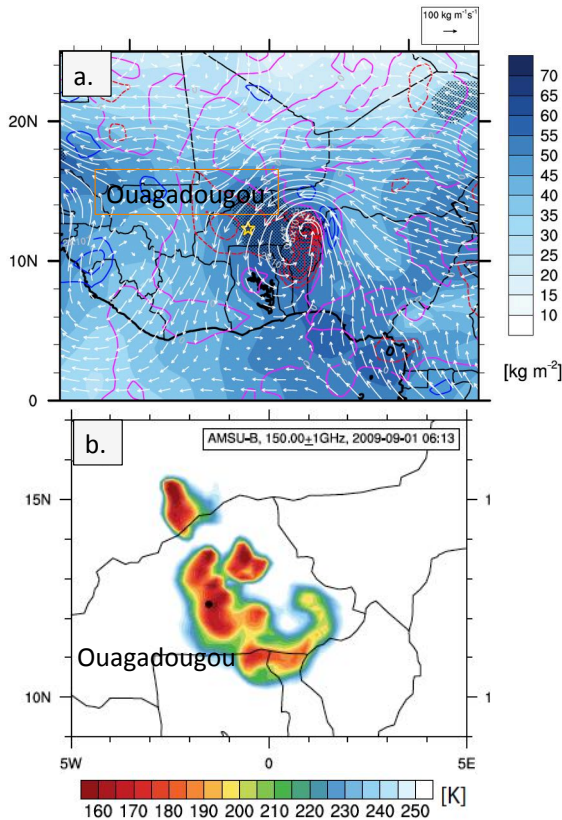 100 kg m⁻¹s⁻¹
a.
20N
10N
0
Ouagadougou
70
65
60
55
50
45
40
35
30
25
20
15
10
[kg m⁻²]
b.
AMSU-B, 150.00±1GHz, 2009-09-01 06:13
15N
1
Ouagadougou
10N
1
5W
0
5E
160 170 180 190 200 210 220 230 240 250 [K]